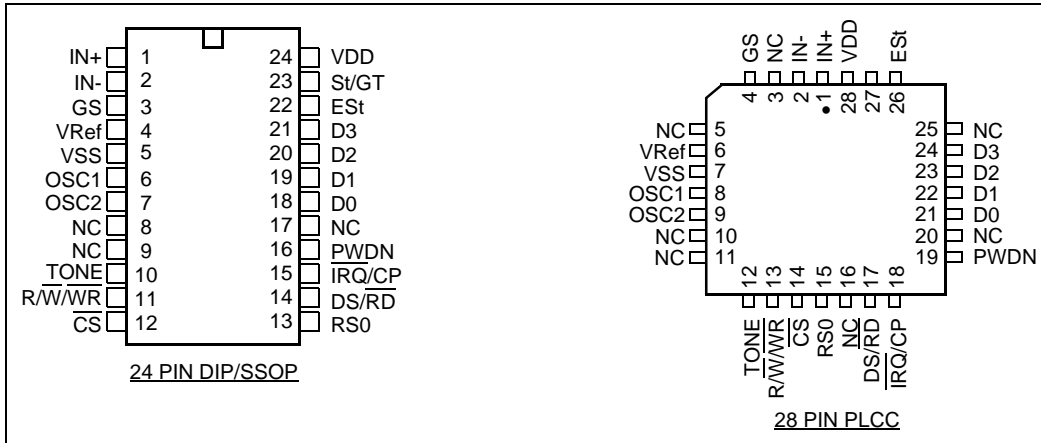 IN+ 1 24 VDD
IN- 2 23 St/GT
GS 3 22 ESt
VRef 4 21 D3
VSS 5 20 D2
OSC1 6 19 D1
OSC2 7 18 D0
NC 8 17 NC
NC 9 16 PWDN
TONE 10 15 IRQ/CP
R/W/WR 11 14 DS/RD
CS 12 13 RS0
24 PIN DIP/SSOP
GS NC IN- IN+ VDD ESt
4 3 2 1 28 27 26
NC 5 25 NC
VRef 6 24 D3
VSS 7 23 D2
OSC1 8 22 D1
OSC2 9 21 D0
NC 10 20 NC
NC 11 19 PWDN
12 13 14 15 16 17 18
TONE R/W/WR CS RS0 NC DS/RD IRQ/CP
28 PIN PLCC